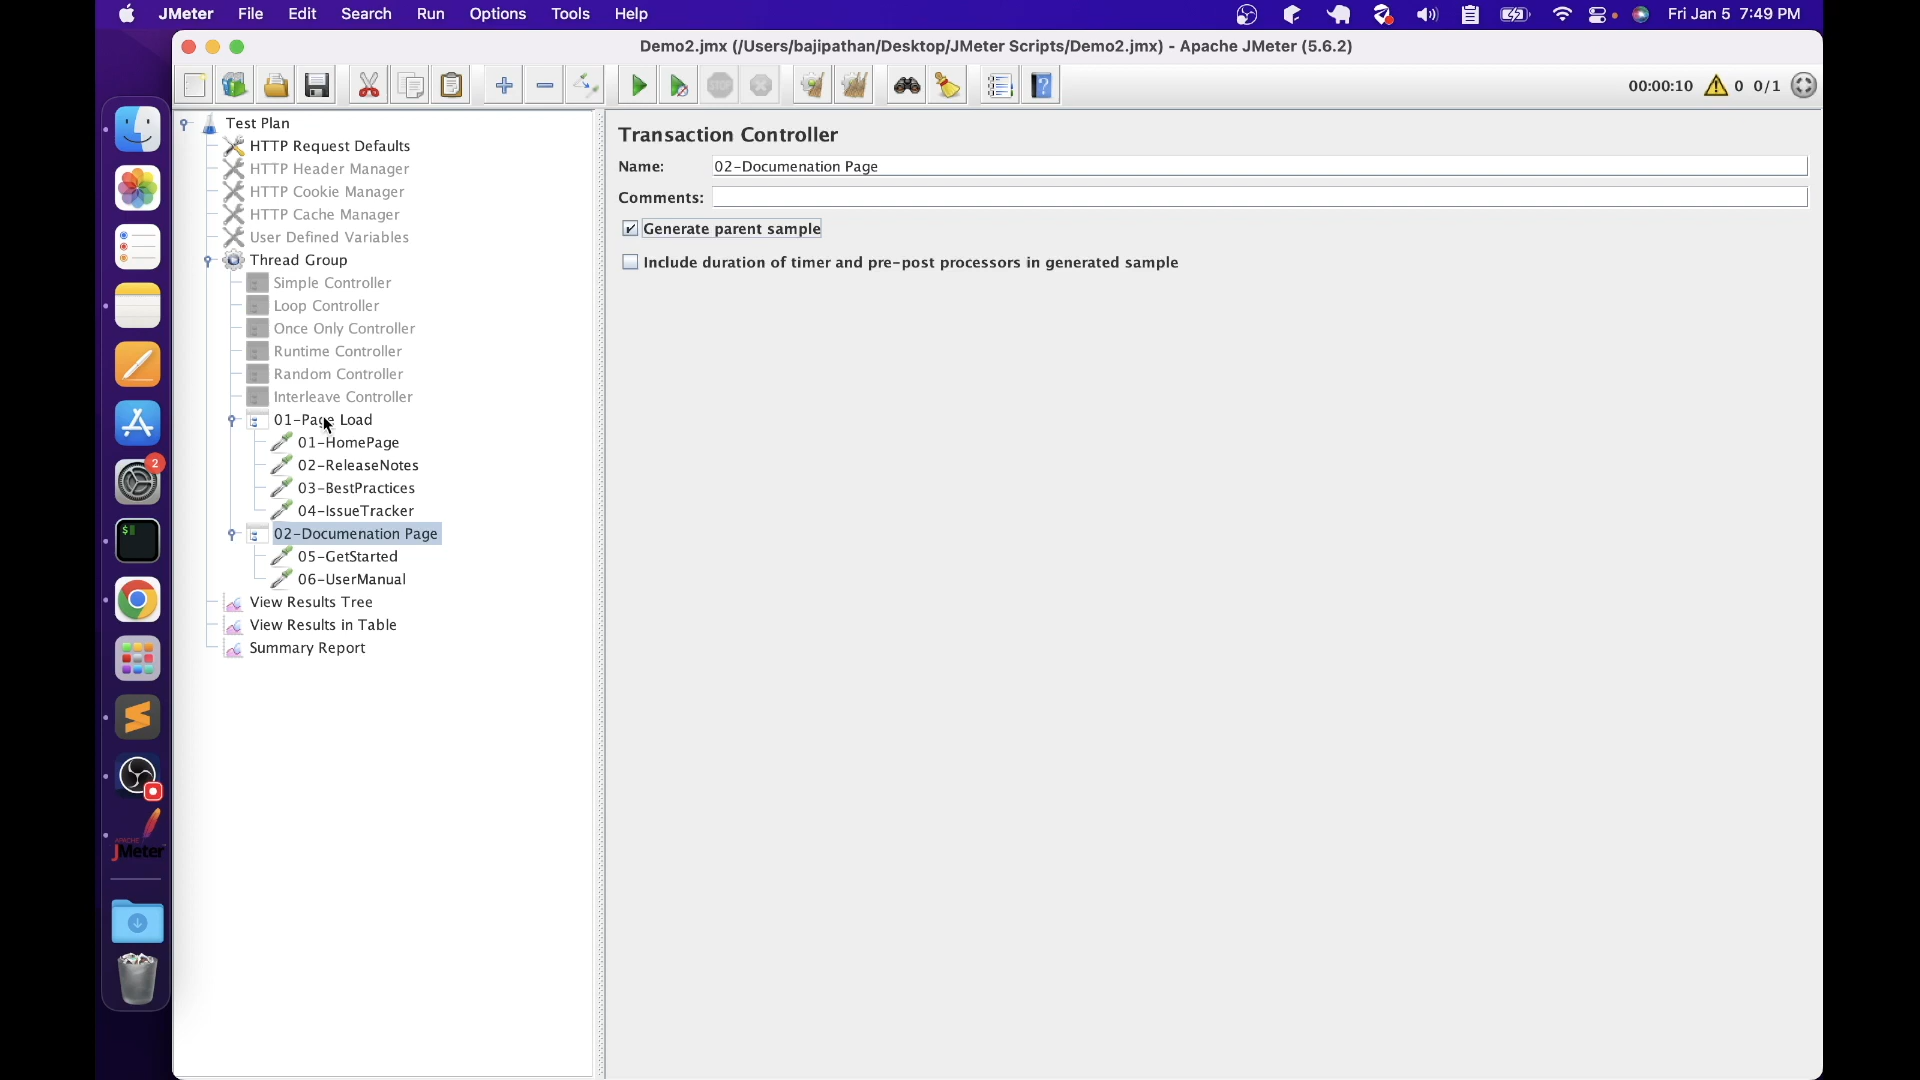 JMeter File Edit Search Run Options Tools Help Fri Jan 5 7:49 PM
Demo2.jmx (/Users/bajipathan/Desktop/JMeter Scripts/Demo2.jmx) - Apache JMeter (5.6.2)
STOP ? 00:00:10 0 0/1
Test Plan
HTTP Request Defaults
HTTP Header Manager
HTTP Cookie Manager
HTTP Cache Manager
User Defined Variables
Thread Group
Simple Controller
Loop Controller
Once Only Controller
Runtime Controller
Random Controller
Interleave Controller
01-Page Load
01-HomePage
02-ReleaseNotes
03-BestPractices
04-IssueTracker
02-Documenation Page
05-GetStarted
06-UserManual
View Results Tree
View Results in Table
Summary Report
Transaction Controller
Name: 02-Documenation Page
Comments:
Generate parent sample
Include duration of timer and pre-post processors in generated sample
2
$
APACHE
JMeter